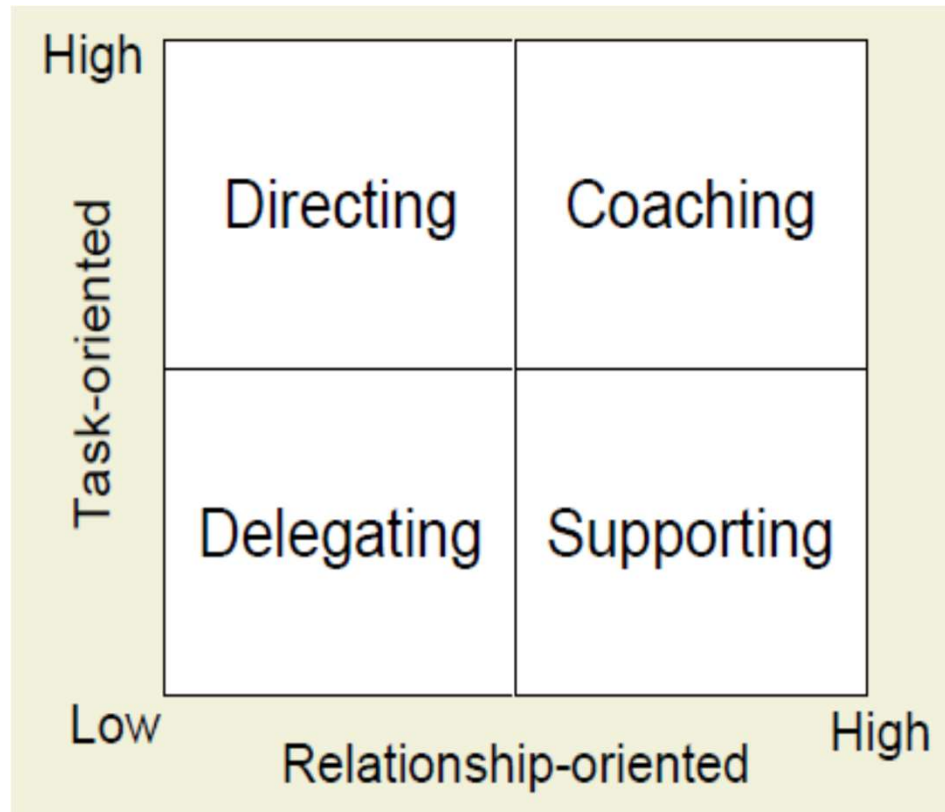 High
Directing
Coaching
Task-oriented
Delegating
Supporting
Low
High
Relationship-oriented